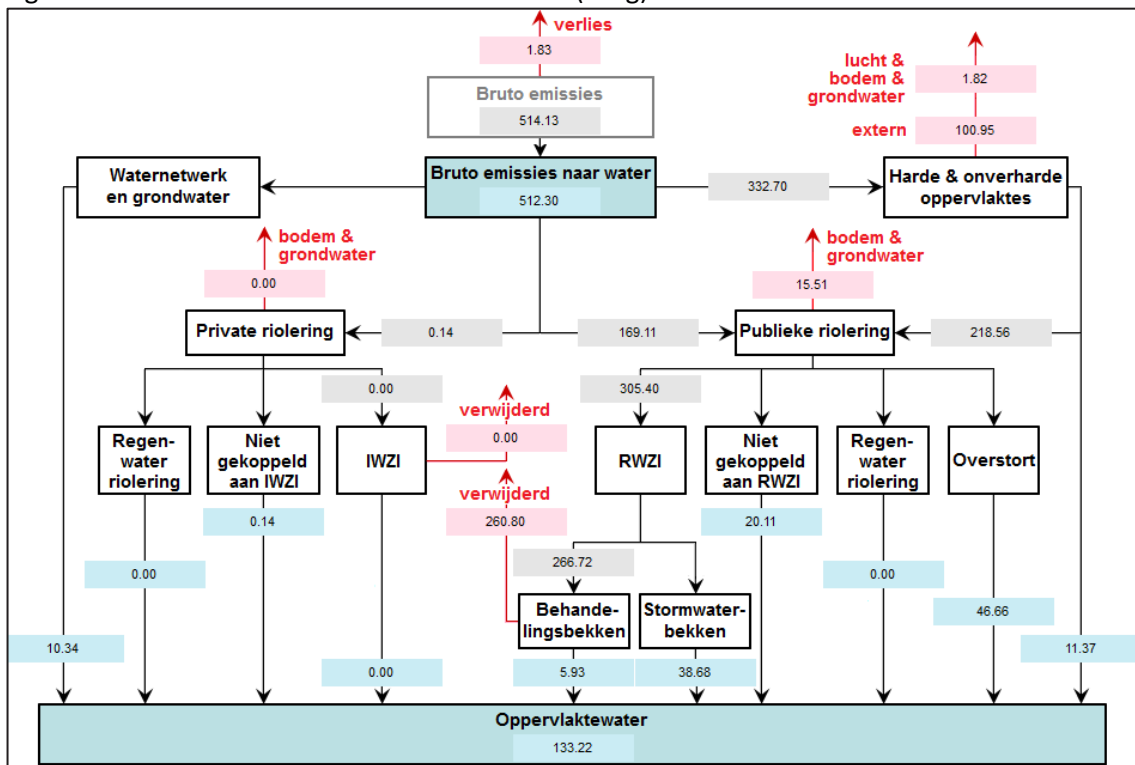 verlies
1.83
Bruto emissies
514.13
lucht &
bodem &
grondwater
1.82
extern
100.95
Waternetwerk
en grondwater
Bruto emissies naar water
512.30
332.70
Harde & onverharde
oppervlaktes
bodem &
grondwater
0.00
bodem &
grondwater
15.51
Private riolering
0.14
169.11
Publieke riolering
218.56
0.00
305.40
verwijderd
0.00
Regen-
water
riolering
Niet
gekoppeld
aan IWZI
IWZI
RWZI
Niet
gekoppeld
aan RWZI
Regen-
water
riolering
Overstort
verwijderd
260.80
0.14
20.11
0.00
266.72
0.00
Behande-
lingsbekken
Stormwater-
bekken
46.66
10.34
11.37
0.00
5.93
38.68
Oppervlaktewater
133.22